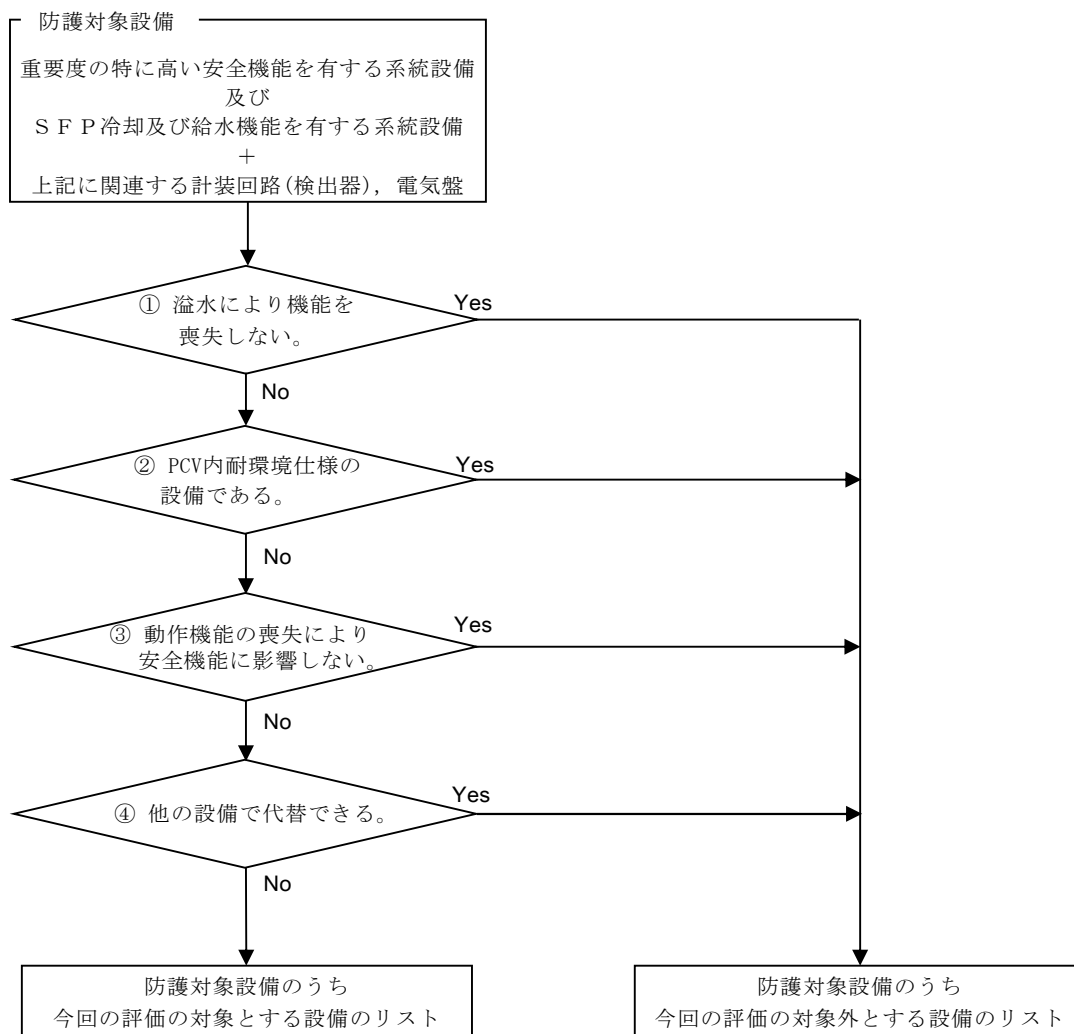 防護対象設備
重要度の特に高い安全機能を有する系統設備
及び
ＳＦＰ冷却及び給水機能を有する系統設備
＋
上記に関連する計装回路(検出器)，電気盤
① 溢水により機能を
喪失しない。
Yes
No
② PCV内耐環境仕様の
設備である。
Yes
No
③ 動作機能の喪失により
安全機能に影響しない。
Yes
No
④ 他の設備で代替できる。
Yes
No
防護対象設備のうち
今回の評価の対象とする設備のリスト
防護対象設備のうち
今回の評価の対象外とする設備のリスト